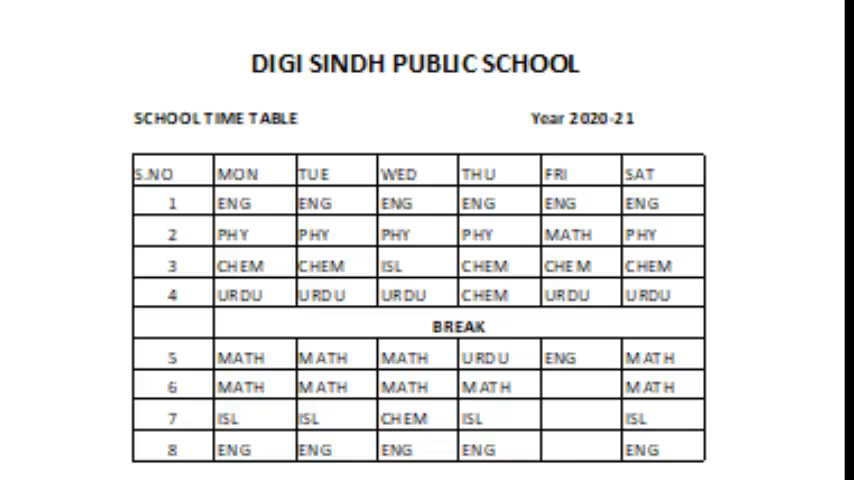 DIGI SINDH PUBLIC SCHOOL
SCHOOL TIME TABLE Year 2020-21
S.NO MON TUE WED THU FRI SAT
1 ENG ENG ENG ENG ENG ENG
2 PHY PHY PHY PHY MATH PHY
3 CHEM CHEM ISL CHEM CHEM CHEM
4 URDU URDU URDU CHEM URDU URDU
BREAK
5 MATH MATH MATH URDU ENG MATH
6 MATH MATH MATH MATH MATH
7 ISL ISL CHEM ISL ISL
8 ENG ENG ENG ENG ENG